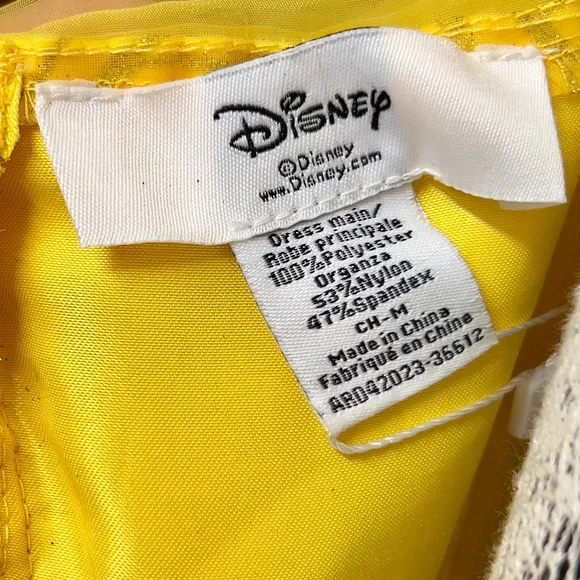 Disney
©Disney
www.Disney.com
Dress main/
Robe principale
100%Polyester
Organza
53%Nylon
47%Spandex
CH-M
Made in China
Fabriqué en Chine
ARD42023-36612